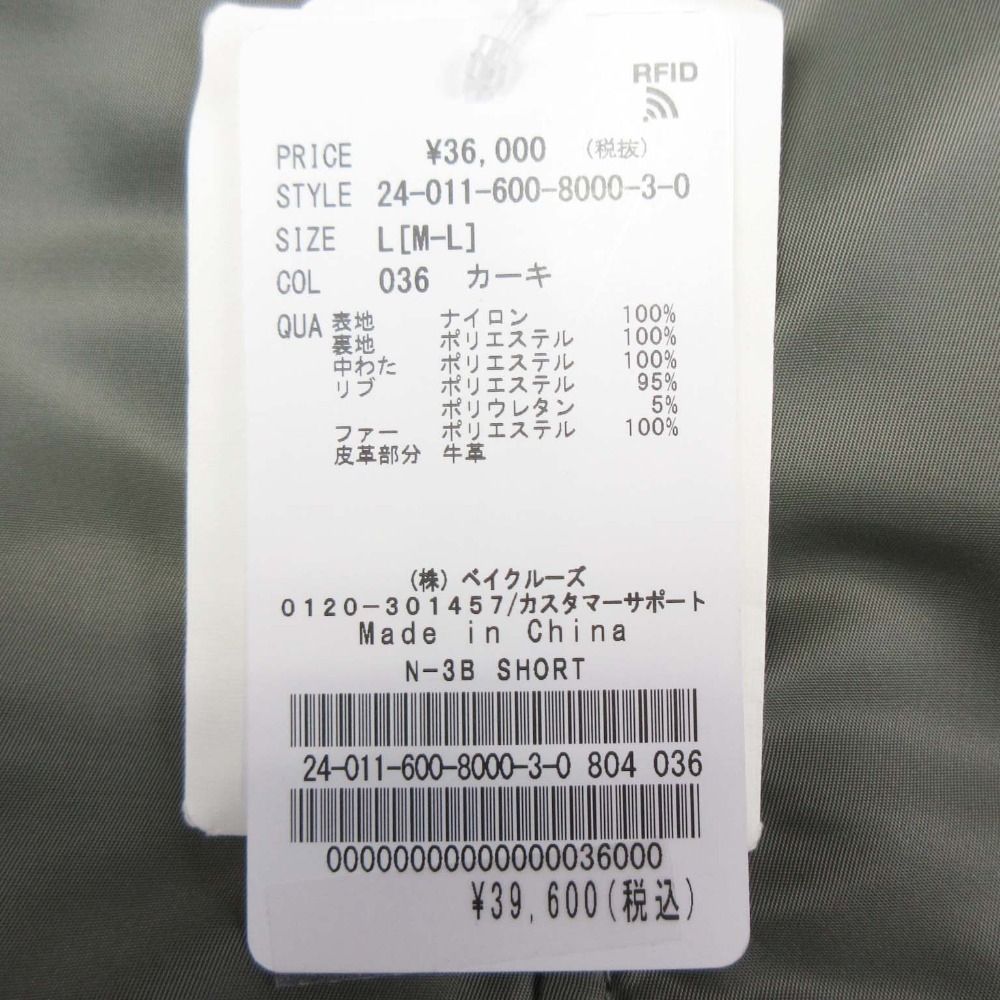 RFID
PRICE ¥36,000 (税抜)
STYLE 24-011-600-8000-3-0
SIZE L[M-L]
COL 036 カーキ
QUA 表地 ナイロン 100%
裏地 ポリエステル 100%
中わた ポリエステル 100%
リブ ポリエステル 95%
ポリウレタン 5%
ファー ポリエステル 100%
皮革部分 牛革
(株) ベイクルーズ
0120-301457/カスタマーサポート
Made in China
N-3B SHORT
24-011-600-8000-3-0 804 036
00000000000000036000
¥39,600(税込)